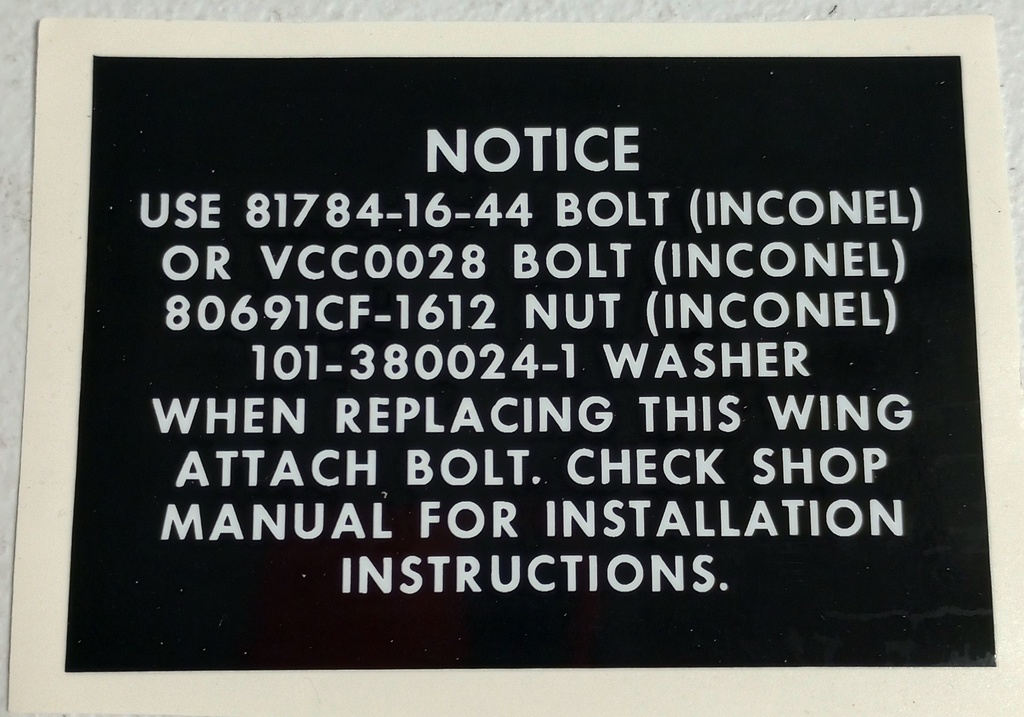 NOTICE
USE 81784-16-44 BOLT (INCONEL)
OR VCC0028 BOLT (INCONEL)
80691CF-1612 NUT (INCONEL)
101-380024-1 WASHER
WHEN REPLACING THIS WING
ATTACH BOLT. CHECK SHOP
MANUAL FOR INSTALLATION
INSTRUCTIONS.